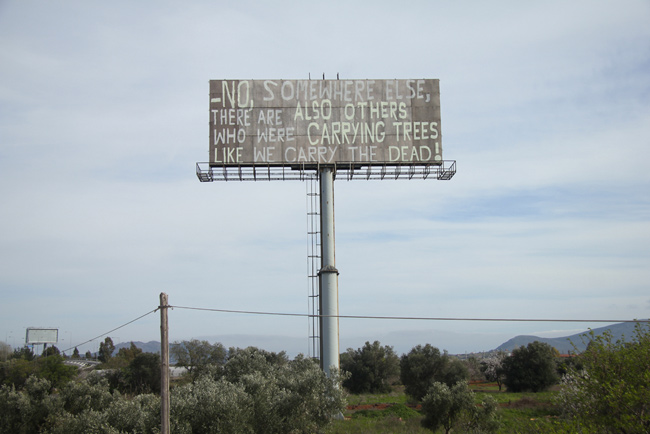 -NO, SOMEWHERE ELSE,
THERE ARE ALSO OTHERS
WHO WERE CARRYING TREES
LIKE WE CARRY THE DEAD!